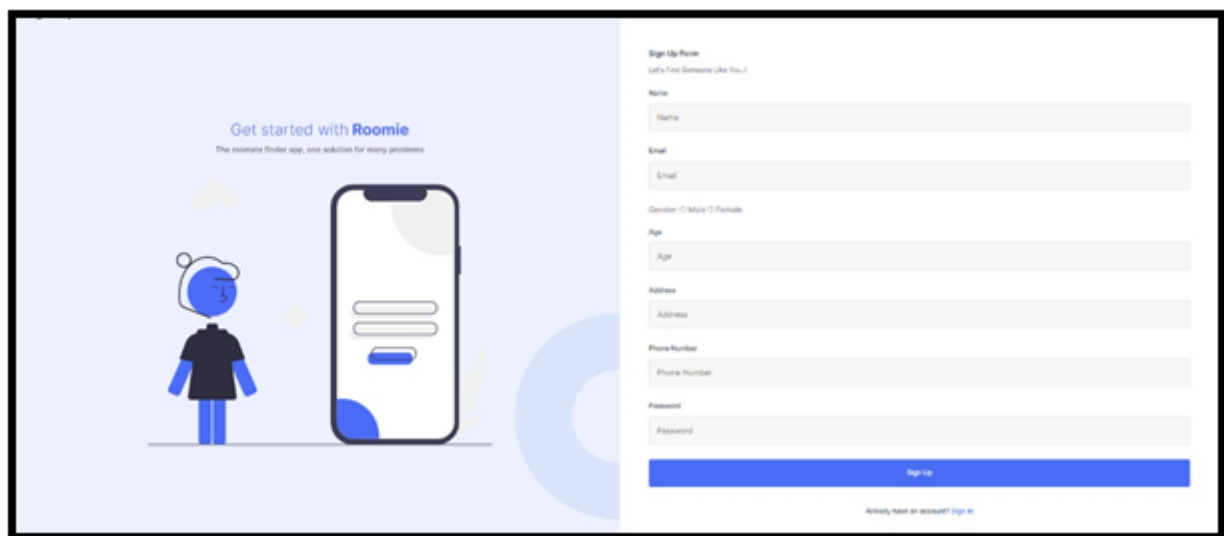 Get started with Roomie
The roomate finder app, one solution for many problems
Sign Up Form
Let's Find Someone Like You..!
Name
Name
Email
Email
Gender: Male Female
Age
Age
Address
Address
Phone Number
Phone Number
Password
Password
Sign Up
Already have an account? Sign In